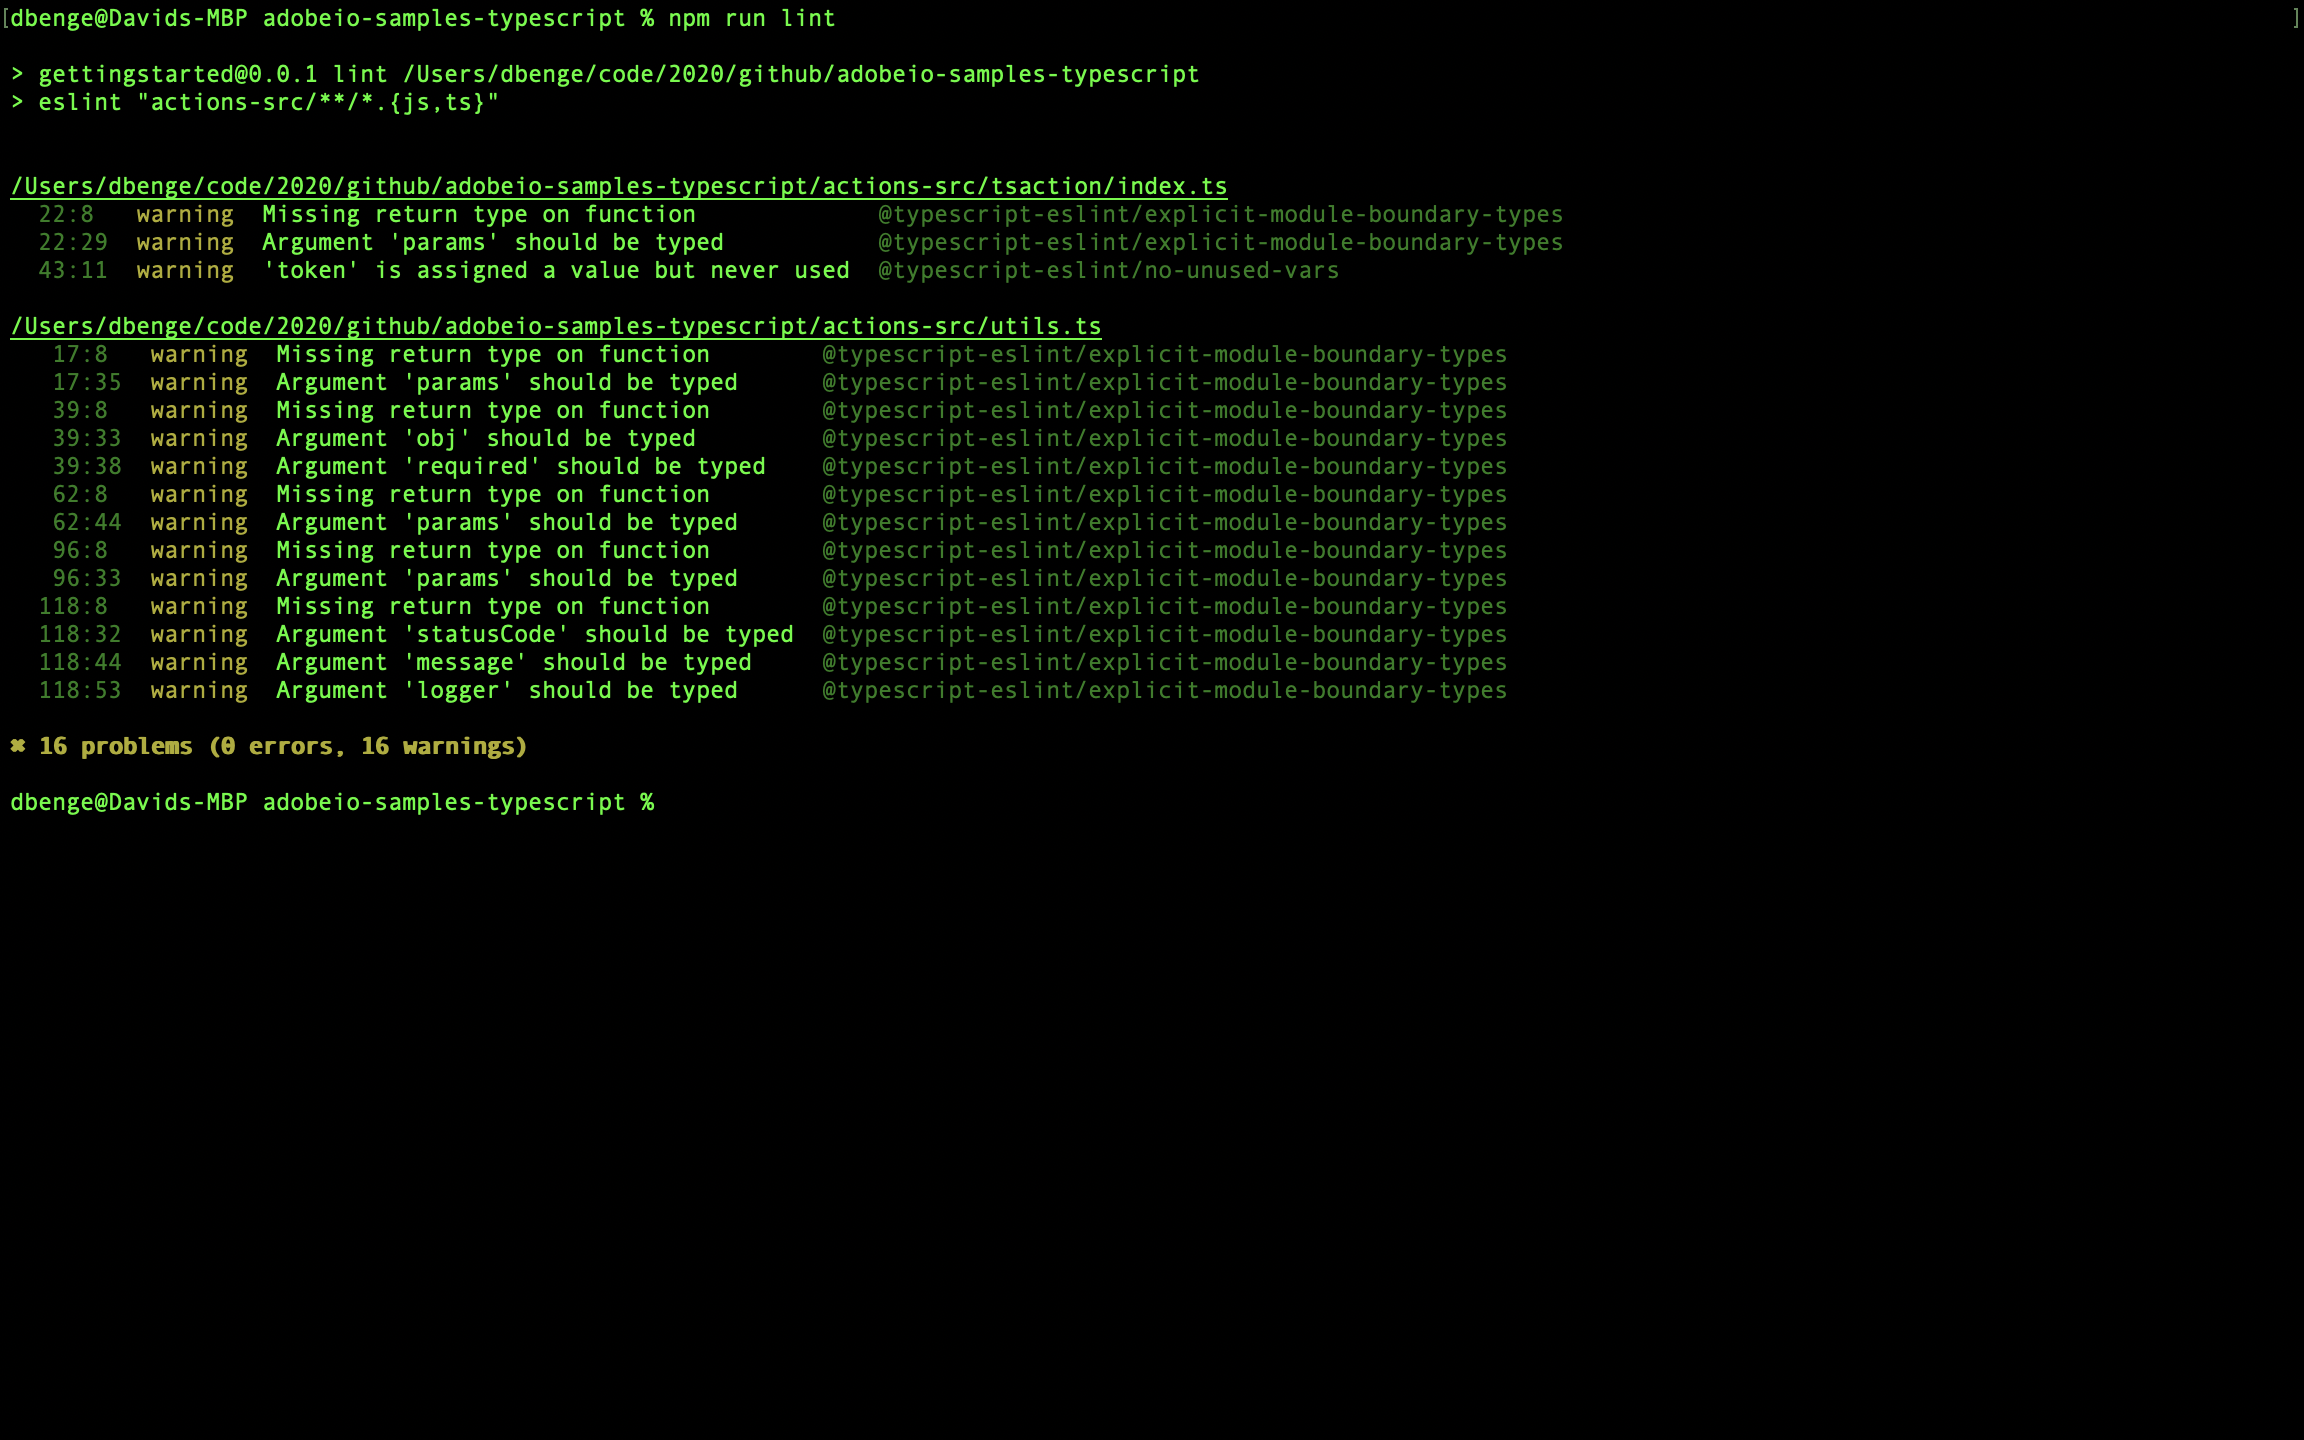 [dbenge@Davids-MBP adobeio-samples-typescript % npm run lint ]
> gettingstarted@0.0.1 lint /Users/dbenge/code/2020/github/adobeio-samples-typescript
> eslint "actions-src/**/*.{js,ts}"
/Users/dbenge/code/2020/github/adobeio-samples-typescript/actions-src/tsaction/index.ts
22:8 warning Missing return type on function @typescript-eslint/explicit-module-boundary-types
22:29 warning Argument 'params' should be typed @typescript-eslint/explicit-module-boundary-types
43:11 warning 'token' is assigned a value but never used @typescript-eslint/no-unused-vars
/Users/dbenge/code/2020/github/adobeio-samples-typescript/actions-src/utils.ts
17:8 warning Missing return type on function @typescript-eslint/explicit-module-boundary-types
17:35 warning Argument 'params' should be typed @typescript-eslint/explicit-module-boundary-types
39:8 warning Missing return type on function @typescript-eslint/explicit-module-boundary-types
39:33 warning Argument 'obj' should be typed @typescript-eslint/explicit-module-boundary-types
39:38 warning Argument 'required' should be typed @typescript-eslint/explicit-module-boundary-types
62:8 warning Missing return type on function @typescript-eslint/explicit-module-boundary-types
62:44 warning Argument 'params' should be typed @typescript-eslint/explicit-module-boundary-types
96:8 warning Missing return type on function @typescript-eslint/explicit-module-boundary-types
96:33 warning Argument 'params' should be typed @typescript-eslint/explicit-module-boundary-types
118:8 warning Missing return type on function @typescript-eslint/explicit-module-boundary-types
118:32 warning Argument 'statusCode' should be typed @typescript-eslint/explicit-module-boundary-types
118:44 warning Argument 'message' should be typed @typescript-eslint/explicit-module-boundary-types
118:53 warning Argument 'logger' should be typed @typescript-eslint/explicit-module-boundary-types
✖ 16 problems (0 errors, 16 warnings)
dbenge@Davids-MBP adobeio-samples-typescript %